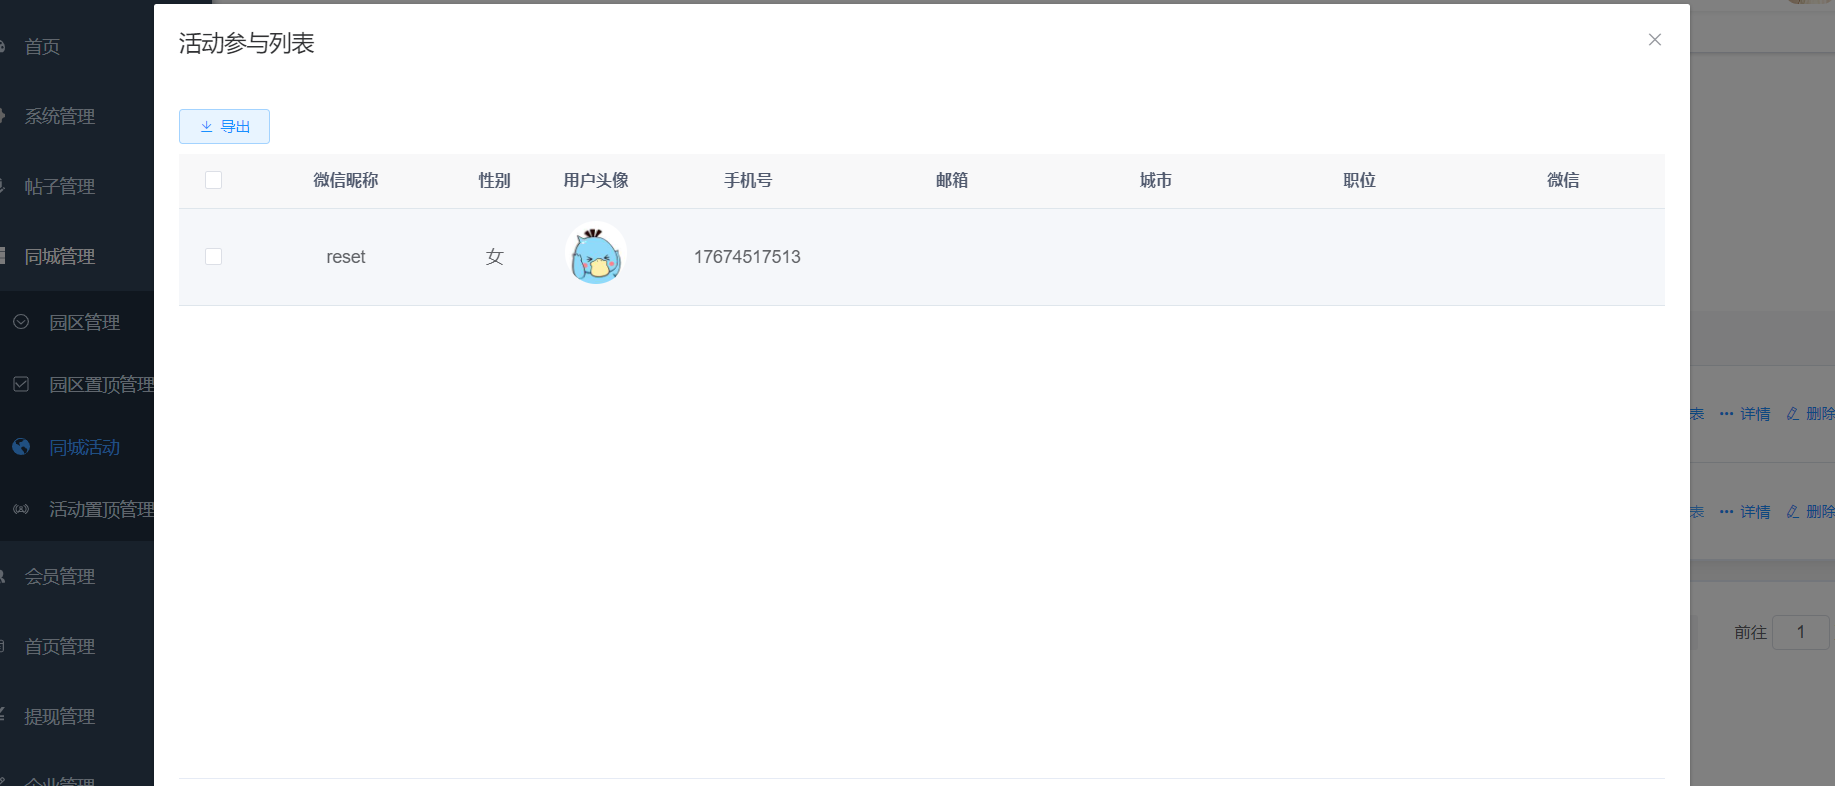 首页
系统管理
帖子管理
同城管理
园区管理
园区置顶管理
同城活动
活动置顶管理
会员管理
首页管理
提现管理
企业管理
活动参与列表
导出
微信昵称 性别 用户头像 手机号 邮箱 城市 职位 微信
reset 女 17674517513
表 详情 删除
表 详情 删除
前往 1